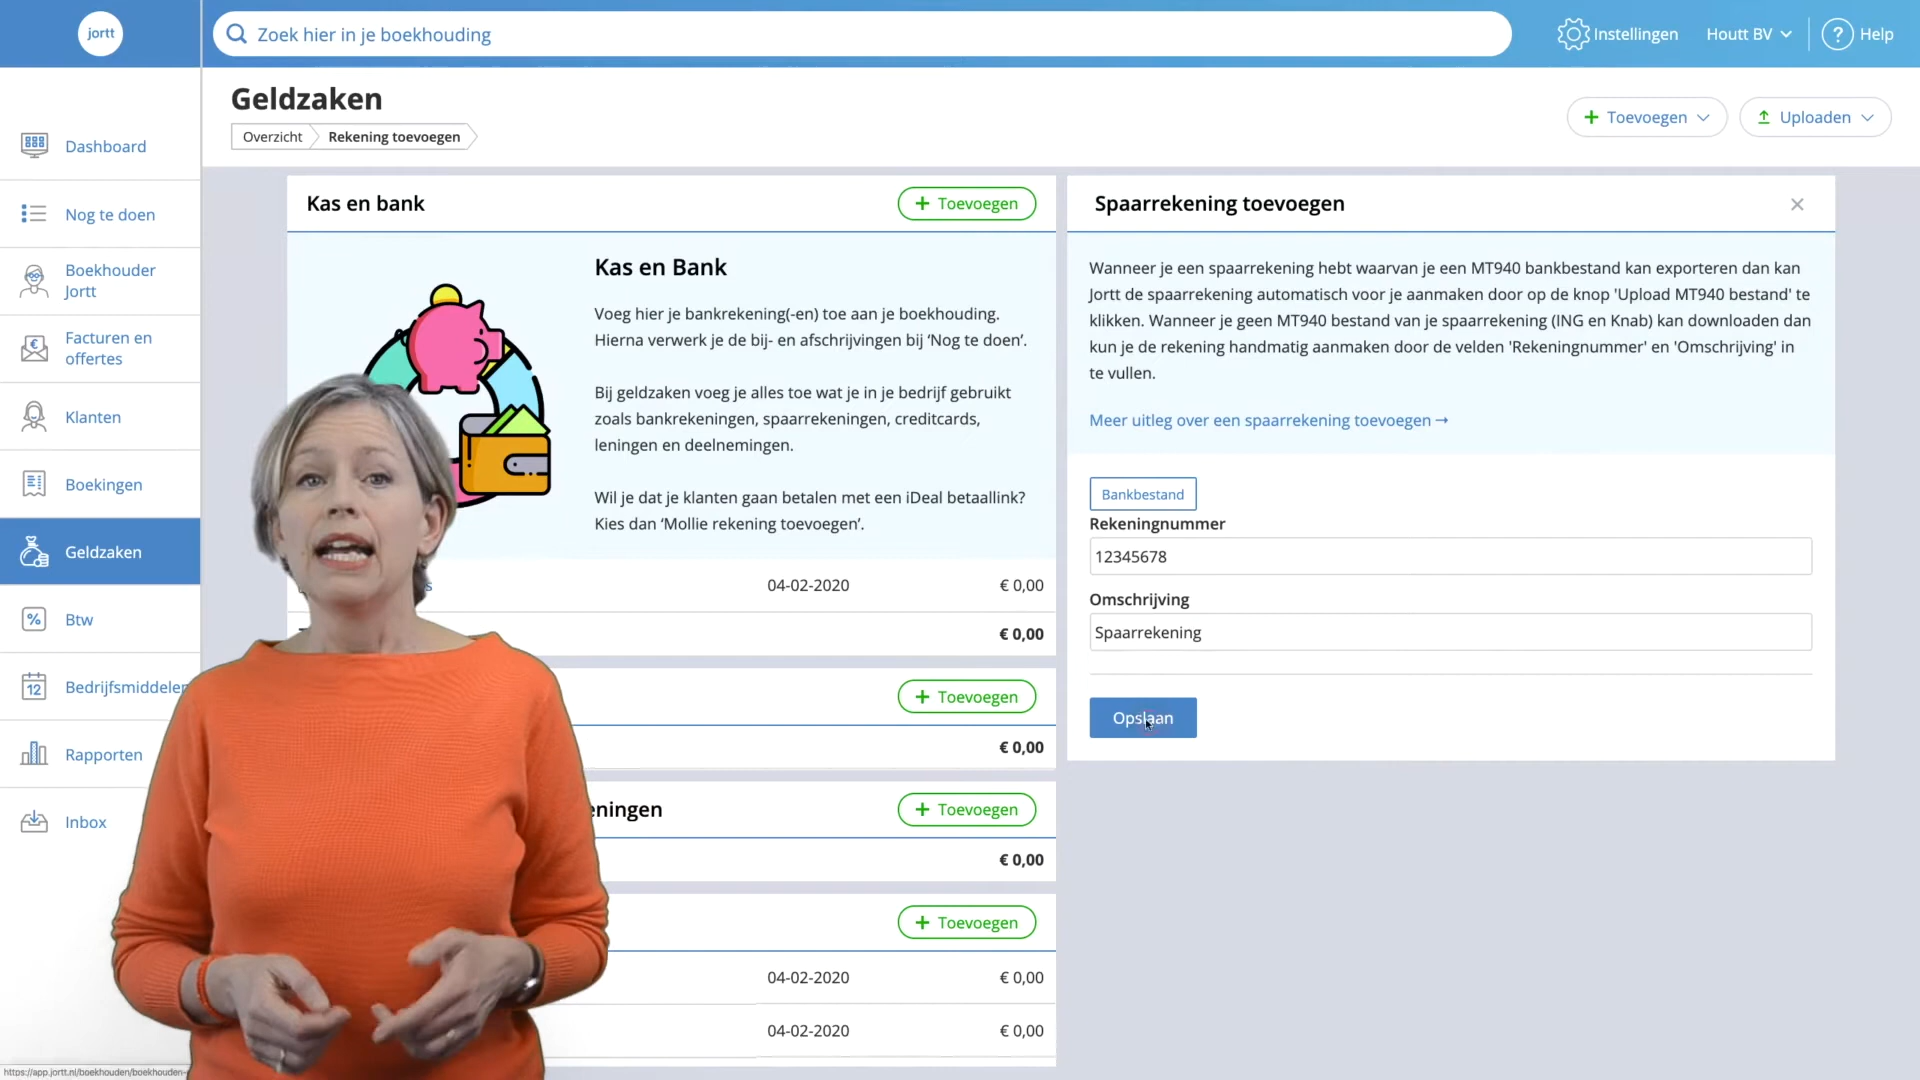 jortt
Zoek hier in je boekhouding
Instellingen
Houtt BV
? Help
Geldzaken
Overzicht
Rekening toevoegen
+ Toevoegen
Uploaden
Dashboard
Nog te doen
Boekhouder
Jortt
Facturen en
offertes
Klanten
Boekingen
Geldzaken
% Btw
12 Bedrijfsmiddelen
Rapporten
Inbox
Kas en bank
+ Toevoegen
Kas en Bank
Voeg hier je bankrekening(-en) toe aan je boekhouding.
Hierna verwerk je de bij- en afschrijvingen bij ‘Nog te doen’.
Bij geldzaken voeg je alles toe wat je in je bedrijf gebruikt
zoals bankrekeningen, spaarrekeningen, creditcards,
leningen en deelnemingen.
Wil je dat je klanten gaan betalen met een iDeal betaallink?
Kies dan ‘Mollie rekening toevoegen’.
s 04-02-2020 € 0,00
€ 0,00
+ Toevoegen
€ 0,00
eningen
+ Toevoegen
€ 0,00
+ Toevoegen
04-02-2020 € 0,00
04-02-2020 € 0,00
Spaarrekening toevoegen
Wanneer je een spaarrekening hebt waarvan je een MT940 bankbestand kan exporteren dan kan
Jortt de spaarrekening automatisch voor je aanmaken door op de knop 'Upload MT940 bestand' te
klikken. Wanneer je geen MT940 bestand van je spaarrekening (ING en Knab) kan downloaden dan
kun je de rekening handmatig aanmaken door de velden 'Rekeningnummer' en 'Omschrijving' in
te vullen.
Meer uitleg over een spaarrekening toevoegen →
Bankbestand
Rekeningnummer
12345678
Omschrijving
Spaarrekening
Opslaan
https://app.jortt.nl/boekhouden/boekhouden-